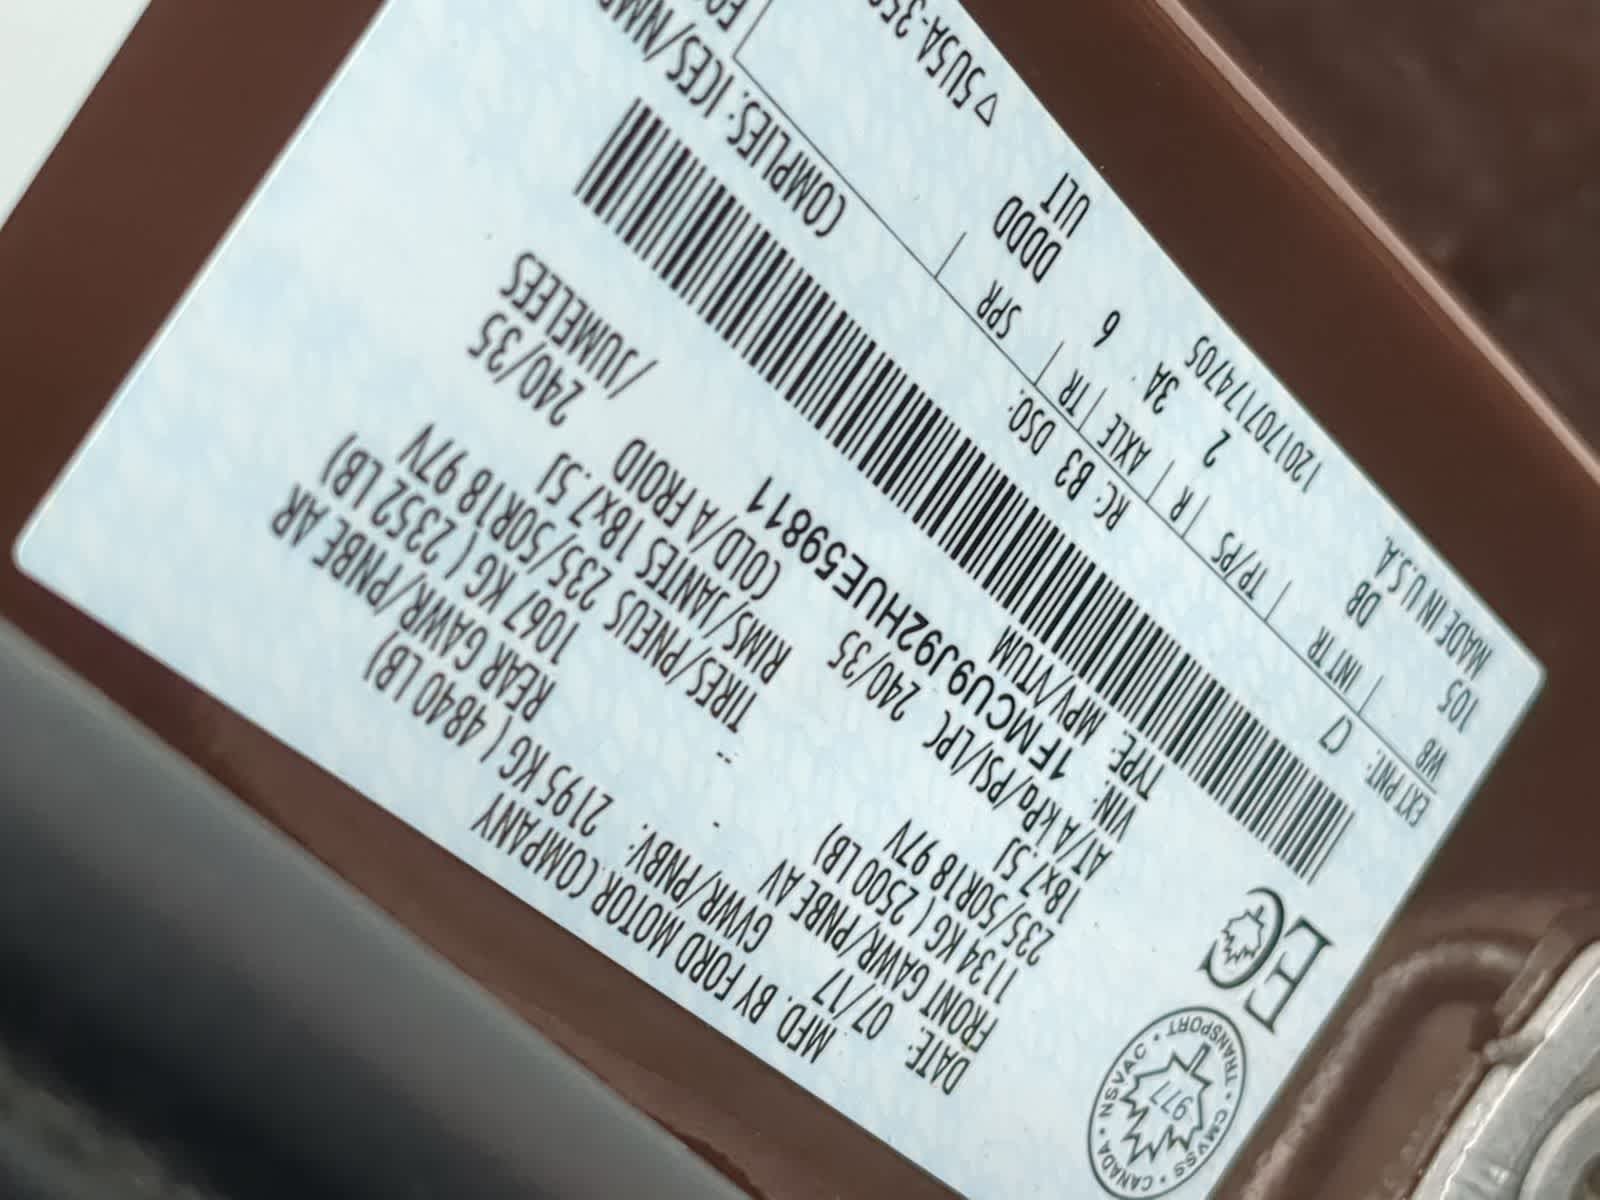 MFD. BY FORD MOTOR COMPANY
DATE: 07/17 GVWR/PNBV: 2195 KG ( 4840 LB)
FRONT GAWR/PNBE AV REAR GAWR/PNBE AR
1134 KG ( 2500 LB) 1067 KG ( 2352 LB)
235/50R18 97V TIRES/PNEUS 235/50R18 97V
18x7.5J RIMS/JANTES 18x7.5J
AT/A kPa/PSI/LPC 240/35 COLD/A FROID 240/35
VIN: 1FMCU9J92HUE59811 /JUMELEES
TYPE: MPV/VTUM
CANADA • NSVAC • TRANSPORT • CMVSS •
977
EC
COMPLIES: ICES/NMB
EXT PNT: C7 RC: B3 DSO:
WB INT TR TP/PS R AXLE TR SPR
105 DB 2 3A 6 DDDD
MADE IN U.S.A. 1201707174705 UILT
▽5U5A-35